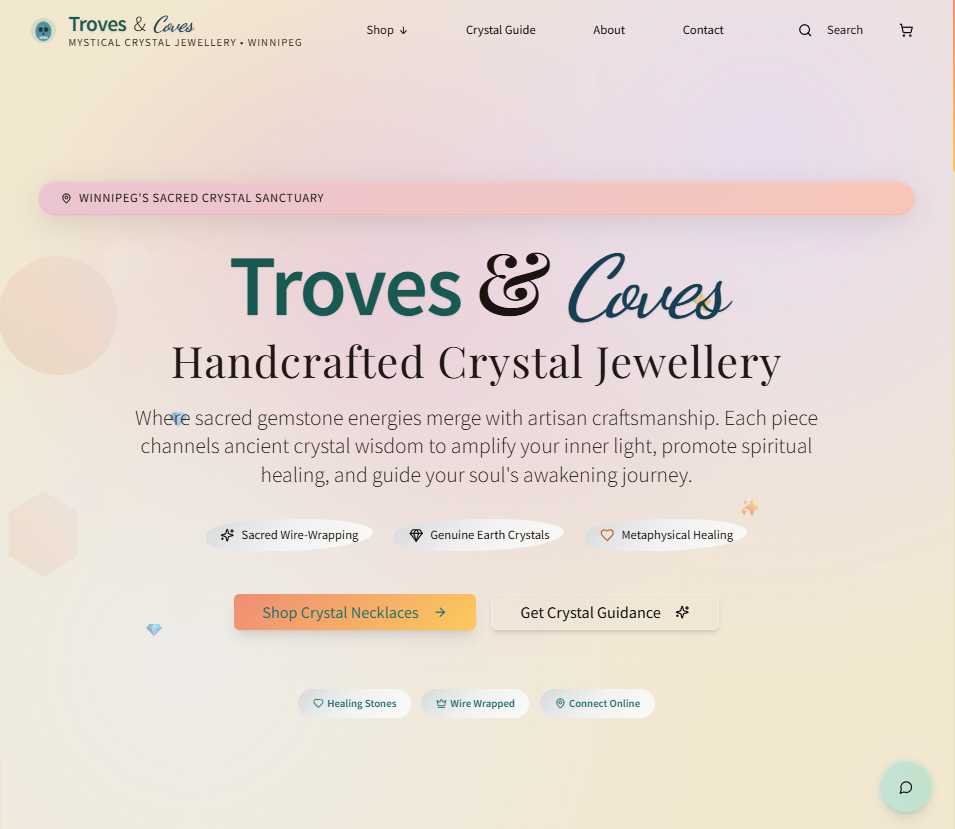 Troves & Coves
MYSTICAL CRYSTAL JEWELLERY • WINNIPEG
Shop ↓
Crystal Guide
About
Contact
Search
WINNIPEG'S SACRED CRYSTAL SANCTUARY
Troves & Coves
Handcrafted Crystal Jewellery
Where sacred gemstone energies merge with artisan craftsmanship. Each piece
channels ancient crystal wisdom to amplify your inner light, promote spiritual
healing, and guide your soul's awakening journey.
Sacred Wire-Wrapping
Genuine Earth Crystals
Metaphysical Healing
Shop Crystal Necklaces →
Get Crystal Guidance
Healing Stones
Wire Wrapped
Connect Online